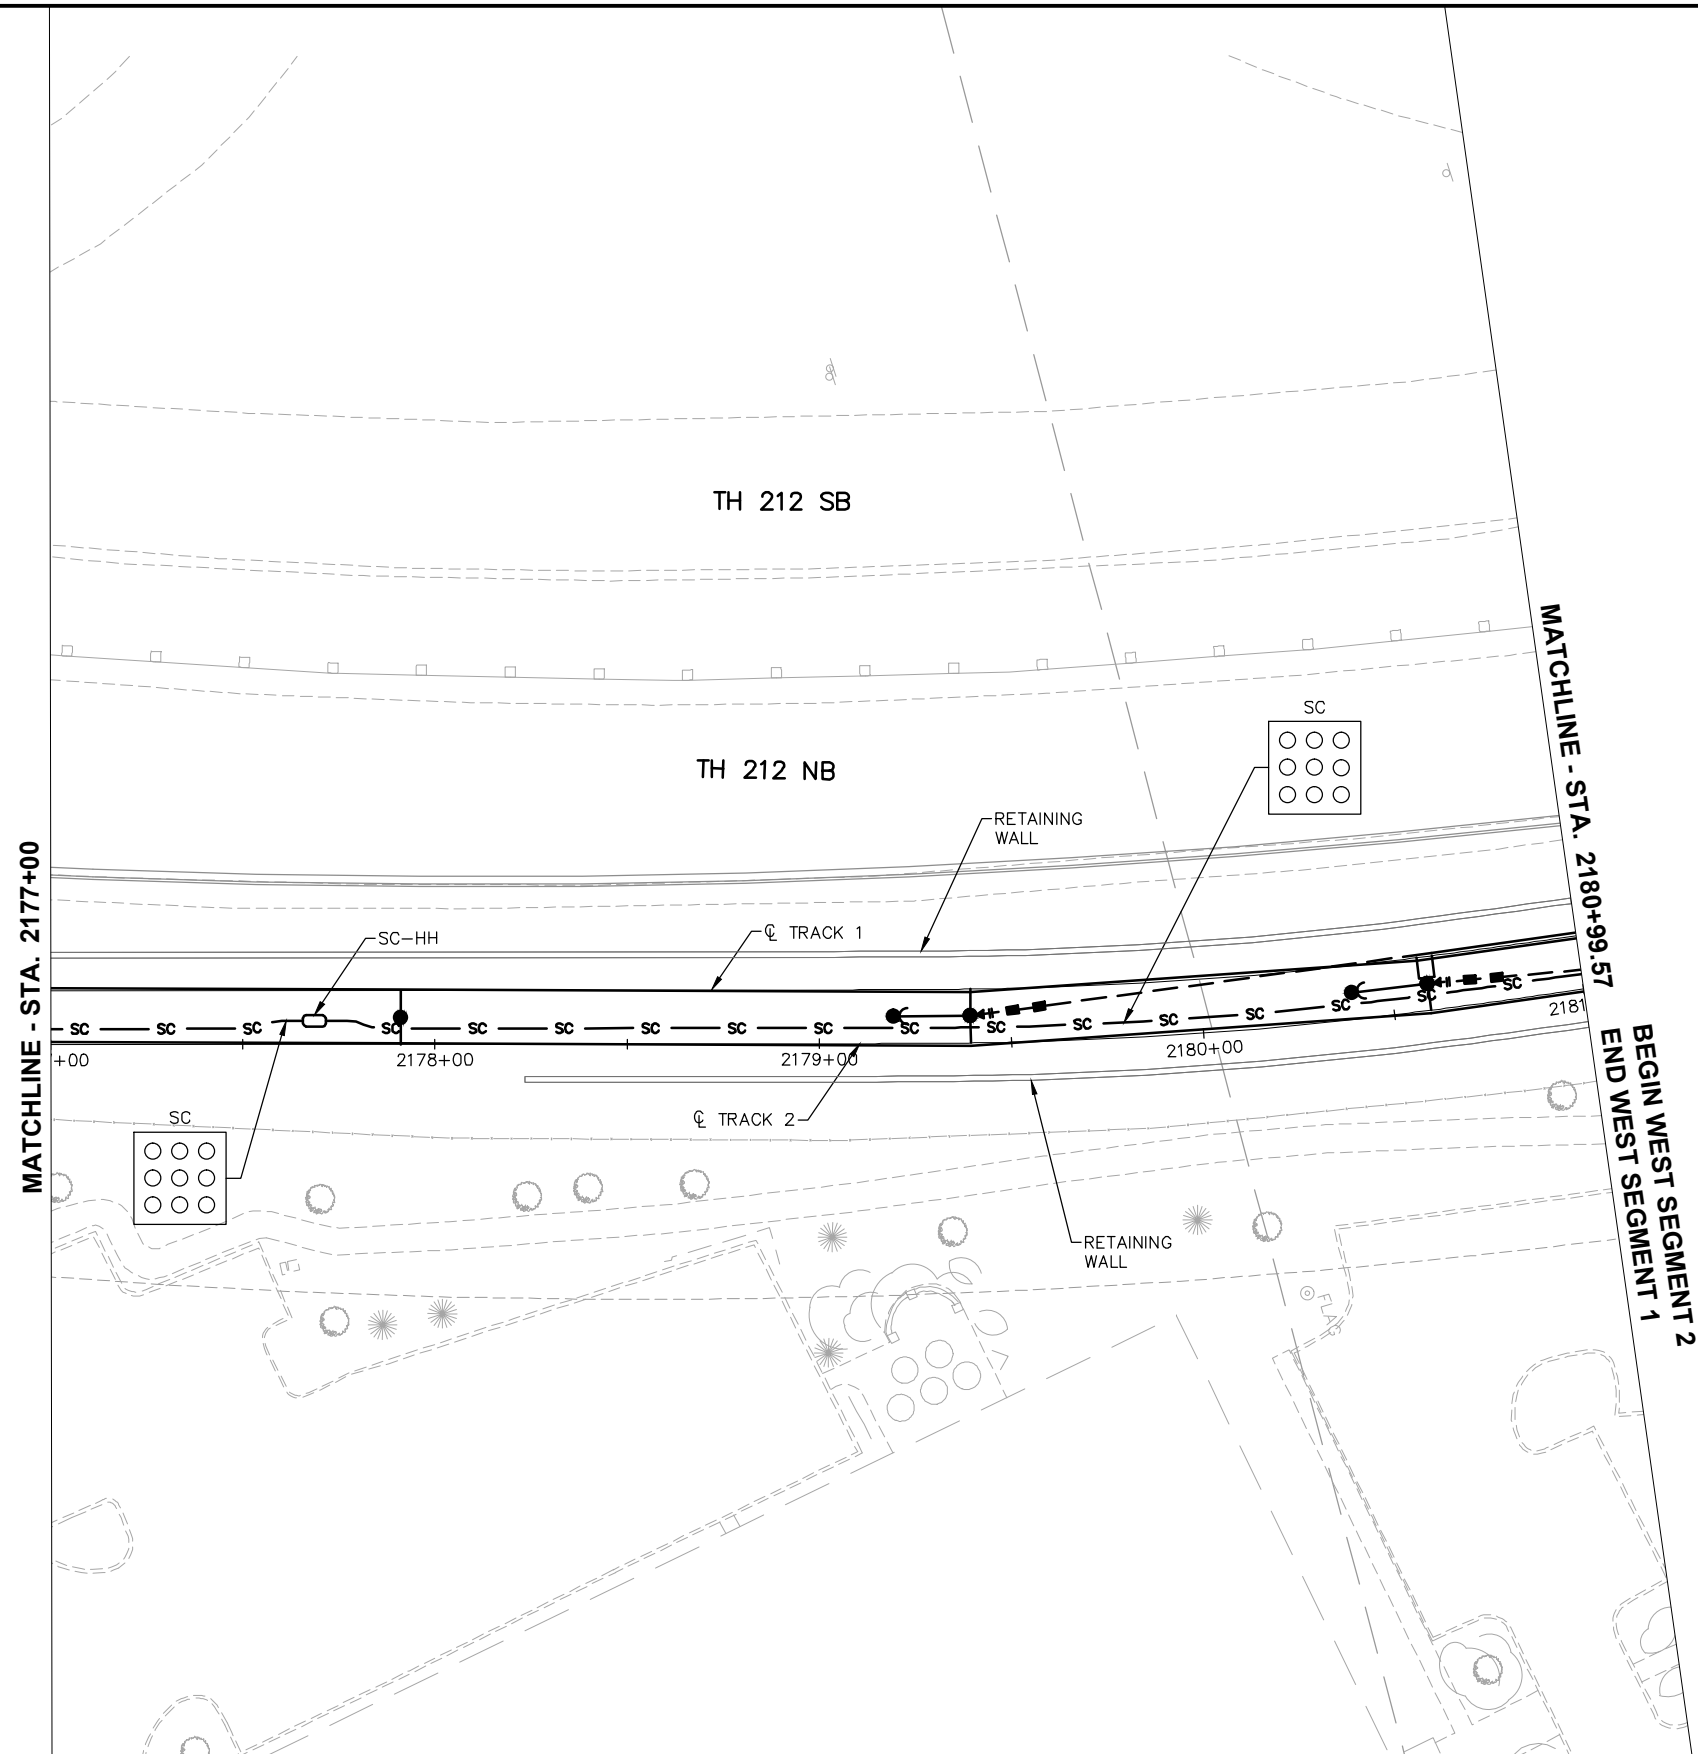 TH 212 SB
SC
TH 212 NB
RETAINING
WALL
MATCHLINE - STA. 2177+00
MATCHLINE - STA. 2180+99.57
SC-HH
℄ TRACK 1
SC SC SC SC SC SC SC SC SC SC SC SC SC SC SC SC SC SC
+00
2178+00
2179+00
2180+00
2181
℄ TRACK 2
SC
RETAINING
WALL
BEGIN WEST SEGMENT 2
END WEST SEGMENT 1